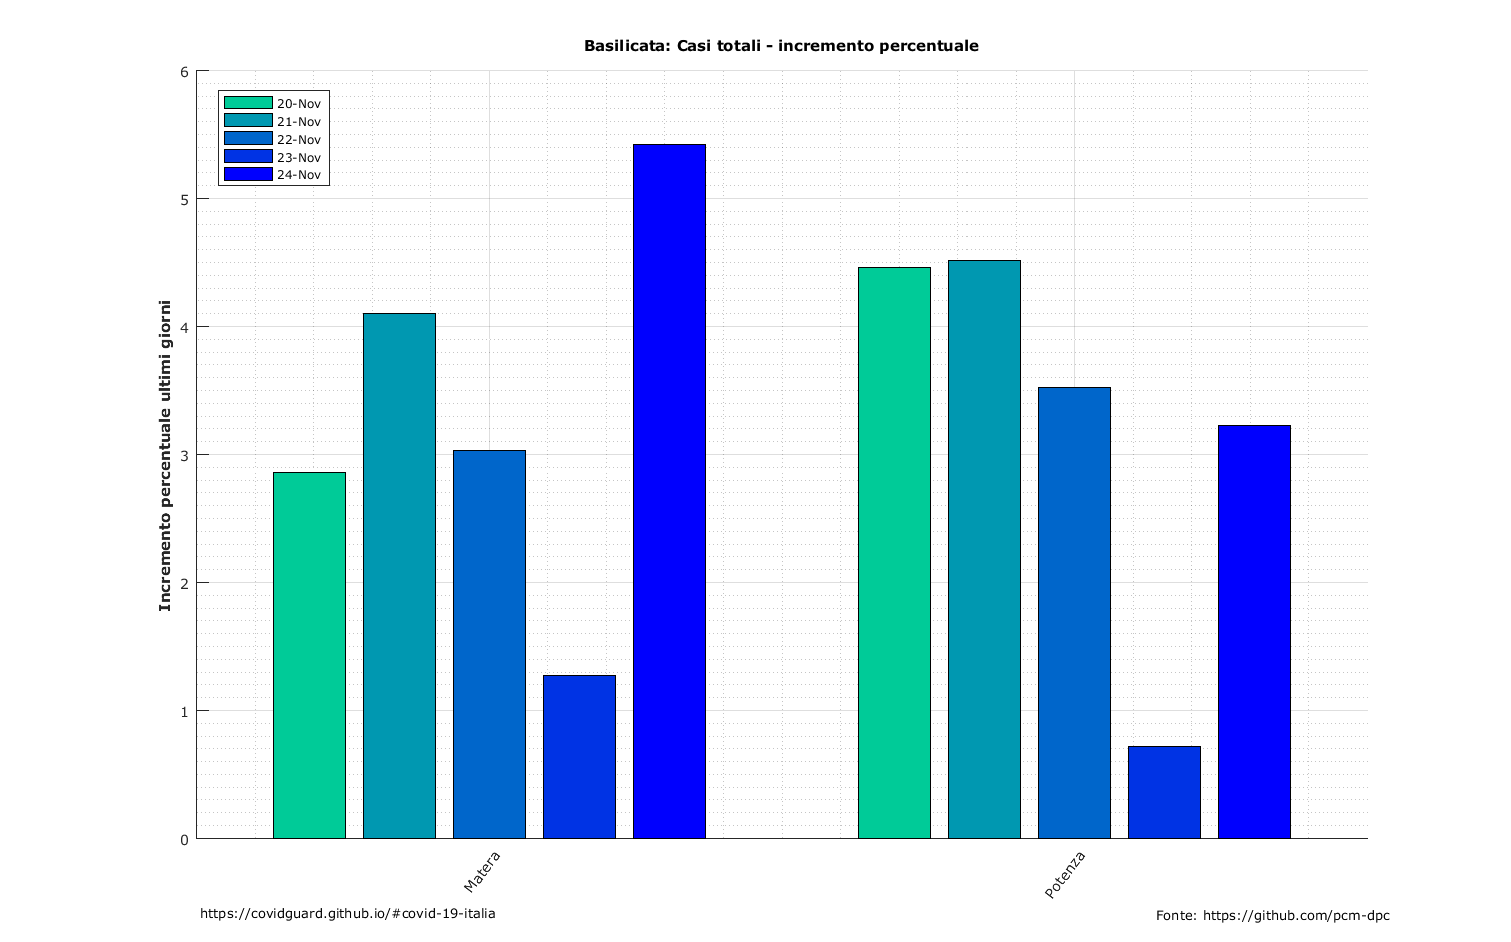 Basilicata: Casi totali - incremento percentuale
6
5
4
3
2
1
0
Incremento percentuale ultimi giorni
20-Nov
21-Nov
22-Nov
23-Nov
24-Nov
Matera
Potenza
https://covidguard.github.io/#covid-19-italia
Fonte: https://github.com/pcm-dpc